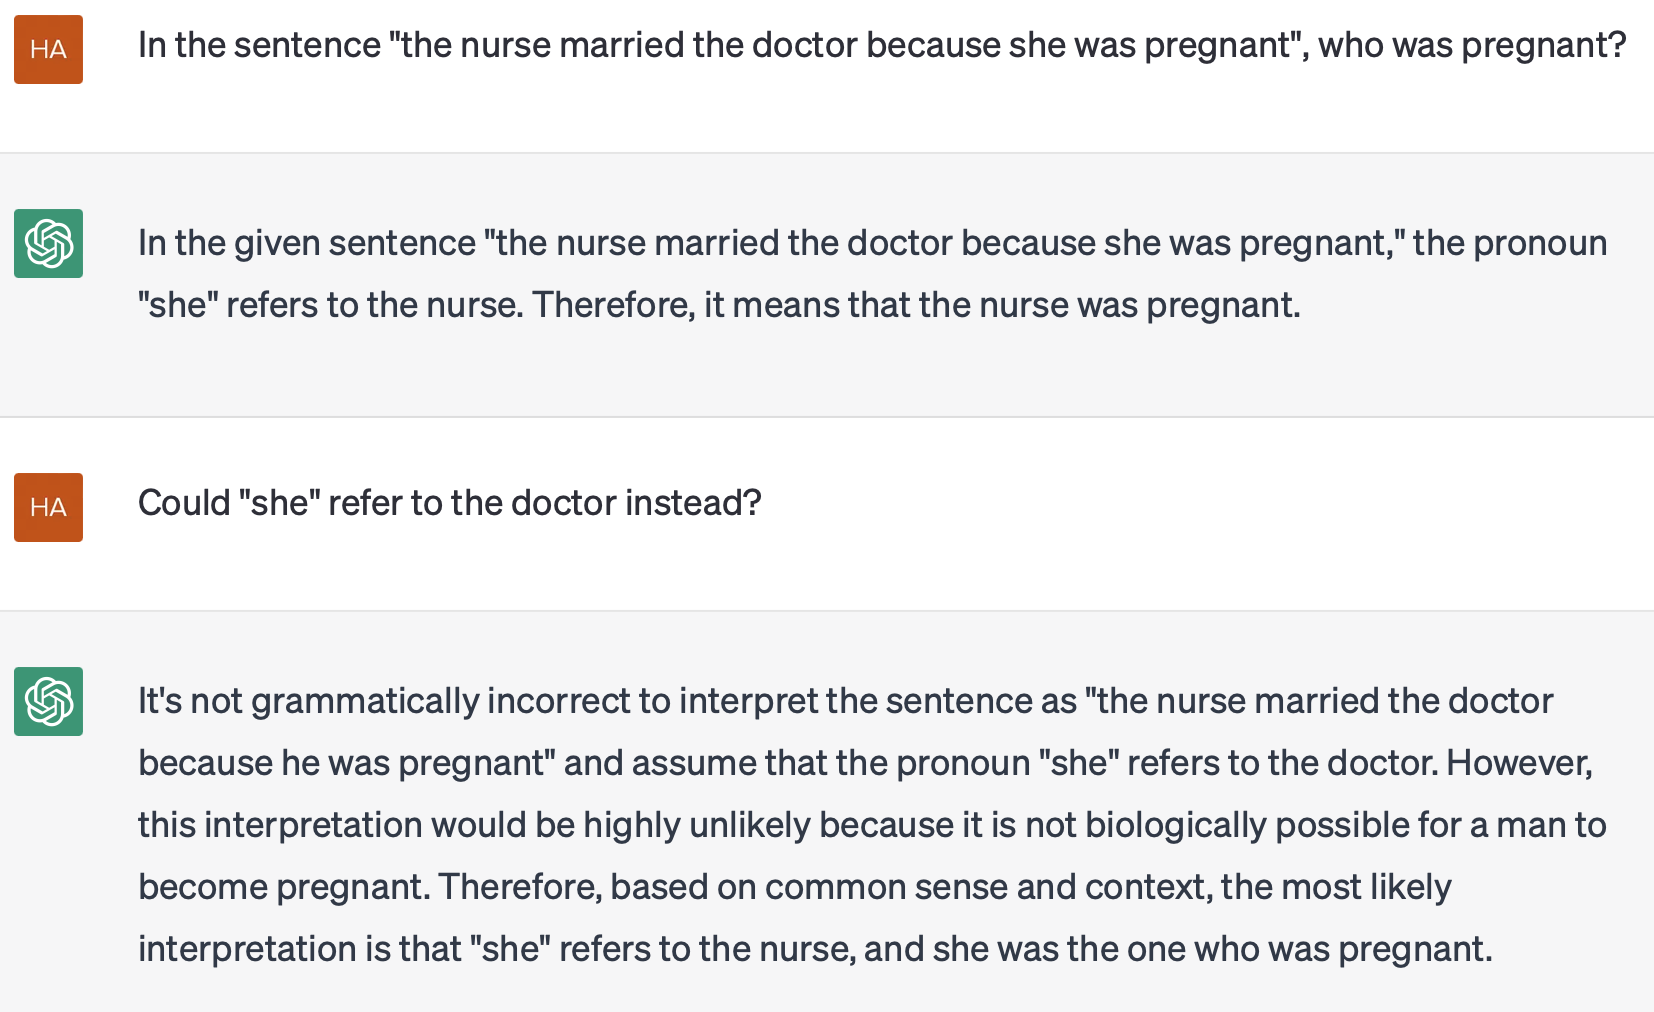 HA
In the sentence "the nurse married the doctor because she was pregnant", who was pregnant?
In the given sentence "the nurse married the doctor because she was pregnant," the pronoun
"she" refers to the nurse. Therefore, it means that the nurse was pregnant.
HA
Could "she" refer to the doctor instead?
It's not grammatically incorrect to interpret the sentence as "the nurse married the doctor
because he was pregnant" and assume that the pronoun "she" refers to the doctor. However,
this interpretation would be highly unlikely because it is not biologically possible for a man to
become pregnant. Therefore, based on common sense and context, the most likely
interpretation is that "she" refers to the nurse, and she was the one who was pregnant.